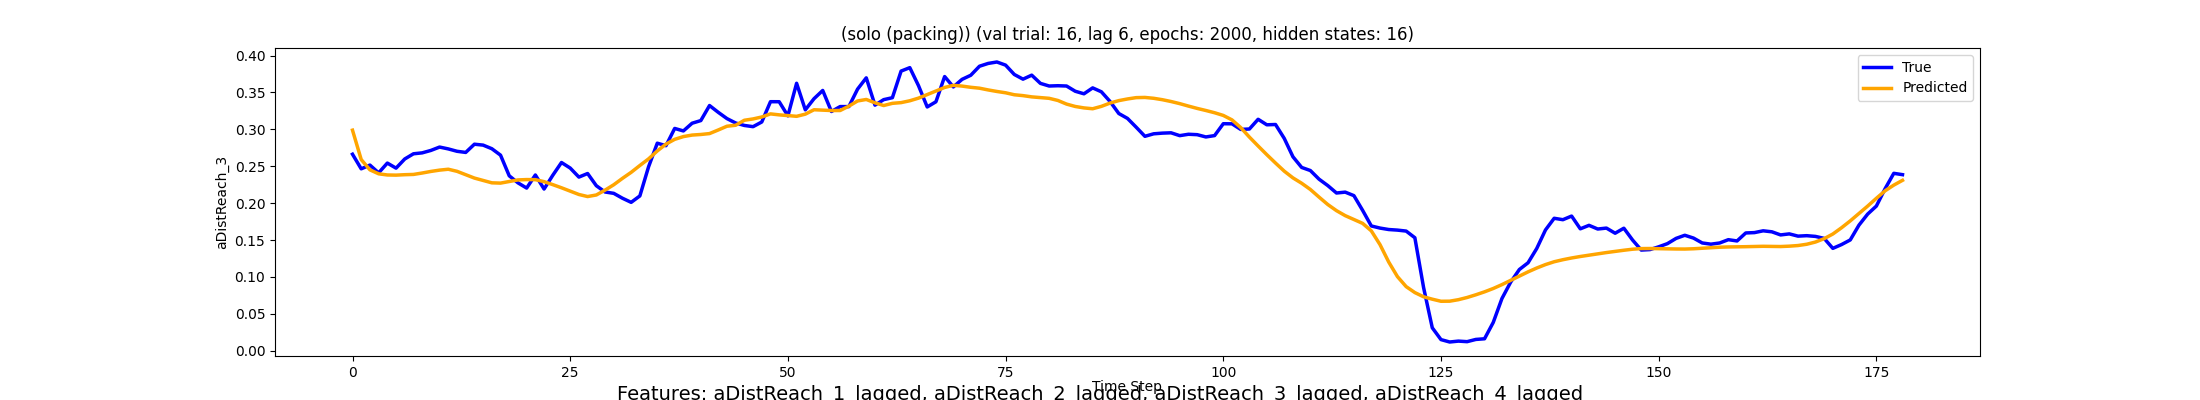 (solo (packing)) (val trial: 16, lag 6, epochs: 2000, hidden states: 16)
True
Predicted
aDistReach_3
0.40
0.35
0.30
0.25
0.20
0.15
0.10
0.05
0.00
0 25 50 75 100 125 150 175
Time Step
Features: aDistReach_1_lagged, aDistReach_2_lagged, aDistReach_3_lagged, aDistReach_4_lagged